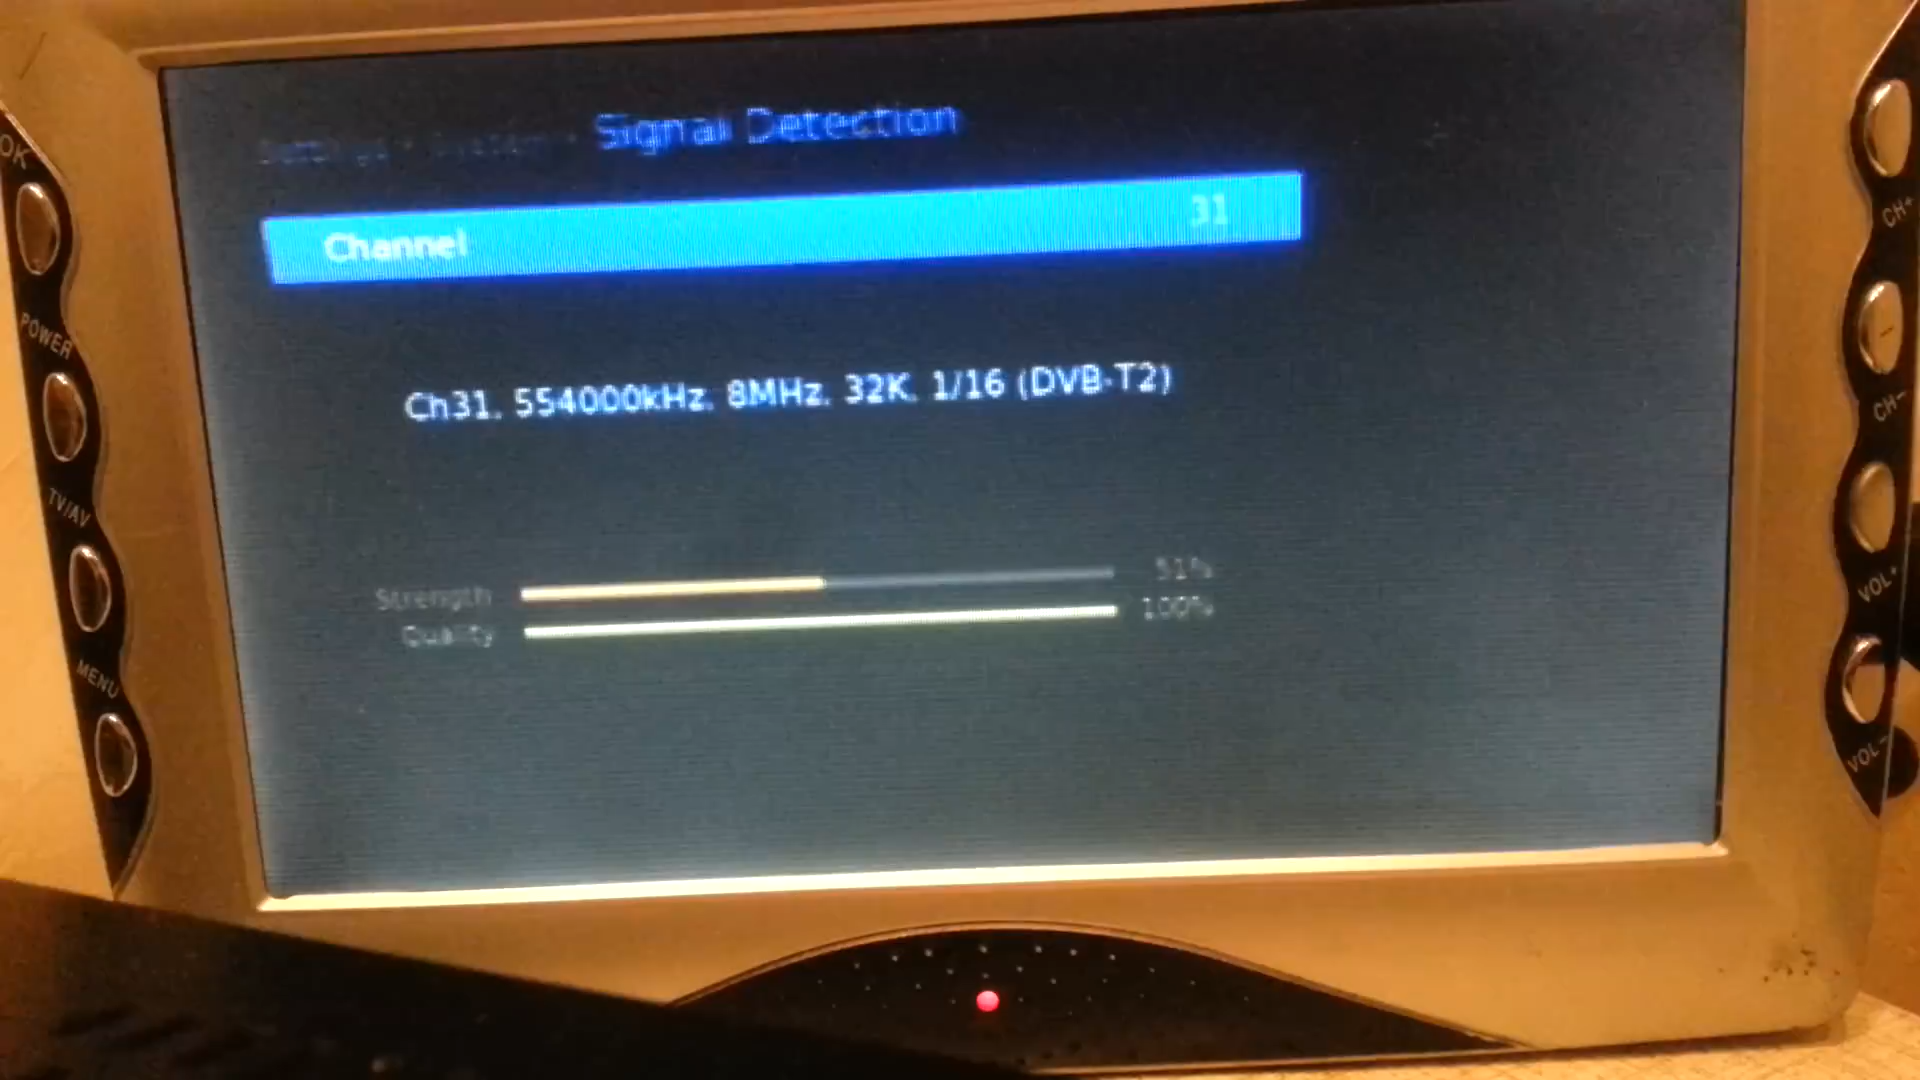 Settings
Signal Detection
Channel 31
Ch31, 554000kHz, 8MHz, 32K, 1/16 (DVB-T2)
Strength 51%
Quality 100%
OK
POWER
TV/AV
MENU
CH+
CH-
VOL+
VOL-